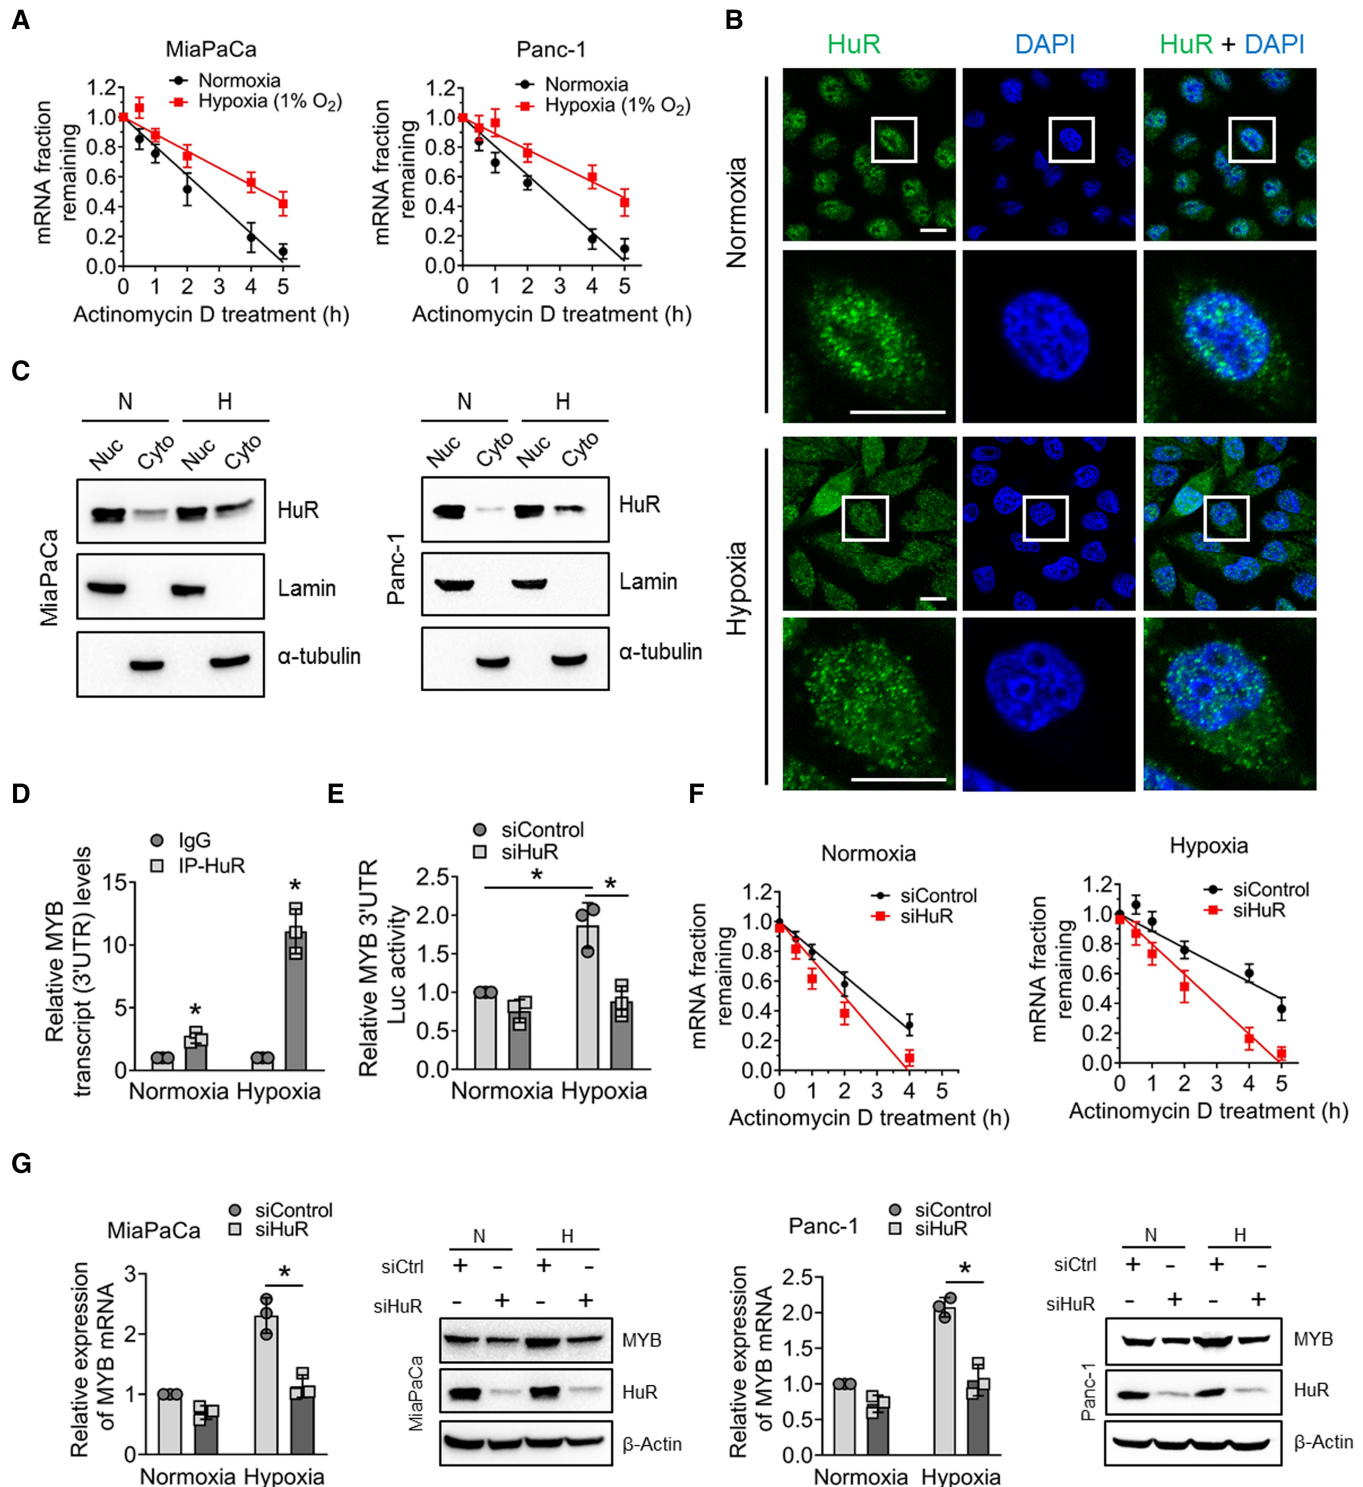 A
MiaPaCa
Normoxia
Hypoxia (1% O2)
mRNA fraction
remaining
1.2
1.0
0.8
0.6
0.4
0.2
0.0
0 1 2 3 4 5
Actinomycin D treatment (h)
Panc-1
Normoxia
Hypoxia (1% O2)
mRNA fraction
remaining
1.2
1.0
0.8
0.6
0.4
0.2
0.0
0 1 2 3 4 5
Actinomycin D treatment (h)
B
HuR DAPI HuR + DAPI
Normoxia
Hypoxia
C
N H
Nuc Cyto Nuc Cyto
MiaPaCa
HuR
Lamin
α-tubulin
N H
Nuc Cyto Nuc Cyto
Panc-1
HuR
Lamin
α-tubulin
D
IgG
IP-HuR
Relative MYB
transcript (3'UTR) levels
15
10
5
0
* *
Normoxia Hypoxia
E
siControl
siHuR
Relative MYB 3'UTR
Luc activity
2.5
2.0
1.5
1.0
0.5
0.0
* *
Normoxia Hypoxia
F
Normoxia
siControl
siHuR
mRNA fraction
remaining
1.2
1.0
0.8
0.6
0.4
0.2
0.0
0 1 2 3 4 5
Actinomycin D treatment (h)
Hypoxia
siControl
siHuR
mRNA fraction
remaining
1.2
1.0
0.8
0.6
0.4
0.2
0.0
0 1 2 3 4 5
Actinomycin D treatment (h)
G
MiaPaCa
siControl
siHuR
Relative expression
of MYB mRNA
3
2
1
0
*
Normoxia Hypoxia
N H
siCtrl + - + -
siHuR - + - +
MiaPaCa
MYB
HuR
β-Actin
Panc-1
siControl
siHuR
Relative expression
of MYB mRNA
2.5
2.0
1.5
1.0
0.5
0.0
*
Normoxia Hypoxia
N H
siCtrl + - + -
siHuR - + - +
Panc-1
MYB
HuR
β-Actin